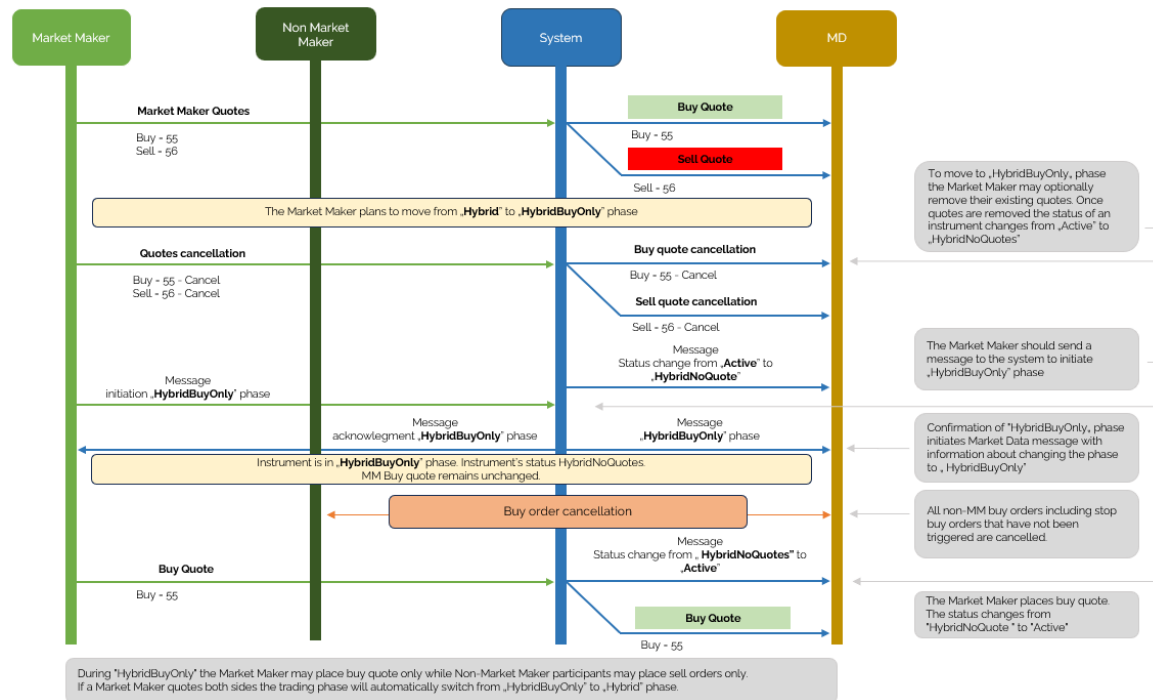 Market Maker
Non Market
Maker
System
MD
Market Maker Quotes
Buy = 55
Sell = 56
Buy Quote
Buy = 55
Sell Quote
Sell = 56
To move to „HybridBuyOnly„ phase
the Market Maker may optionally
remove their existing quotes. Once
quotes are removed the status of an
instrument changes from „Active” to
„HybridNoQuotes”
The Market Maker plans to move from „Hybrid” to „HybridBuyOnly” phase
Quotes cancellation
Buy = 55 - Cancel
Sell = 56 - Cancel
Buy quote cancellation
Buy = 55 - Cancel
Sell quote cancellation
Sell = 56 - Cancel
Message
Status change from „Active” to
„HybridNoQuote”
The Market Maker should send a
message to the system to initiate
„HybridBuyOnly” phase
Message
initiation „HybridBuyOnly” phase
Message
acknowlegment „HybridBuyOnly” phase
Message
„HybridBuyOnly” phase
Confirmation of "HybridBuyOnly„ phase
initiates Market Data message with
information about changing the phase
to „ HybridBuyOnly”
Instrument is in „HybridBuyOnly” phase. Instrument's status HybridNoQuotes.
MM Buy quote remains unchanged.
Buy order cancellation
All non-MM buy orders including stop
buy orders that have not been
triggered are cancelled.
Message
Status change from „ HybridNoQuotes” to
„Active”
Buy Quote
Buy = 55
Buy Quote
Buy = 55
The Market Maker places buy quote.
The status changes from
"HybridNoQuote " to "Active"
During "HybridBuyOnly" the Market Maker may place buy quote only while Non-Market Maker participants may place sell orders only.
If a Market Maker quotes both sides the trading phase will automatically switch from „HybridBuyOnly” to „Hybrid” phase.